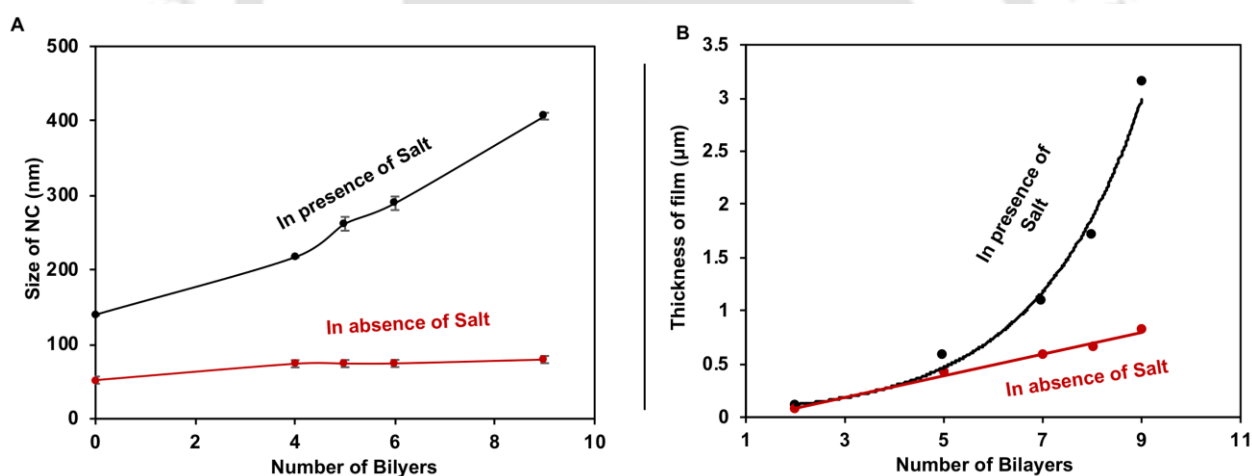 A
500
400
300
200
100
0
Size of NC (nm)
In presence of Salt
In absence of Salt
0 2 4 6 8 10
Number of Bilyers
B
3.5
3
2.5
2
1.5
1
0.5
0
Thickness of film (µm)
In presence of
Salt
In absence of Salt
1 3 5 7 9 11
Number of Bilayers